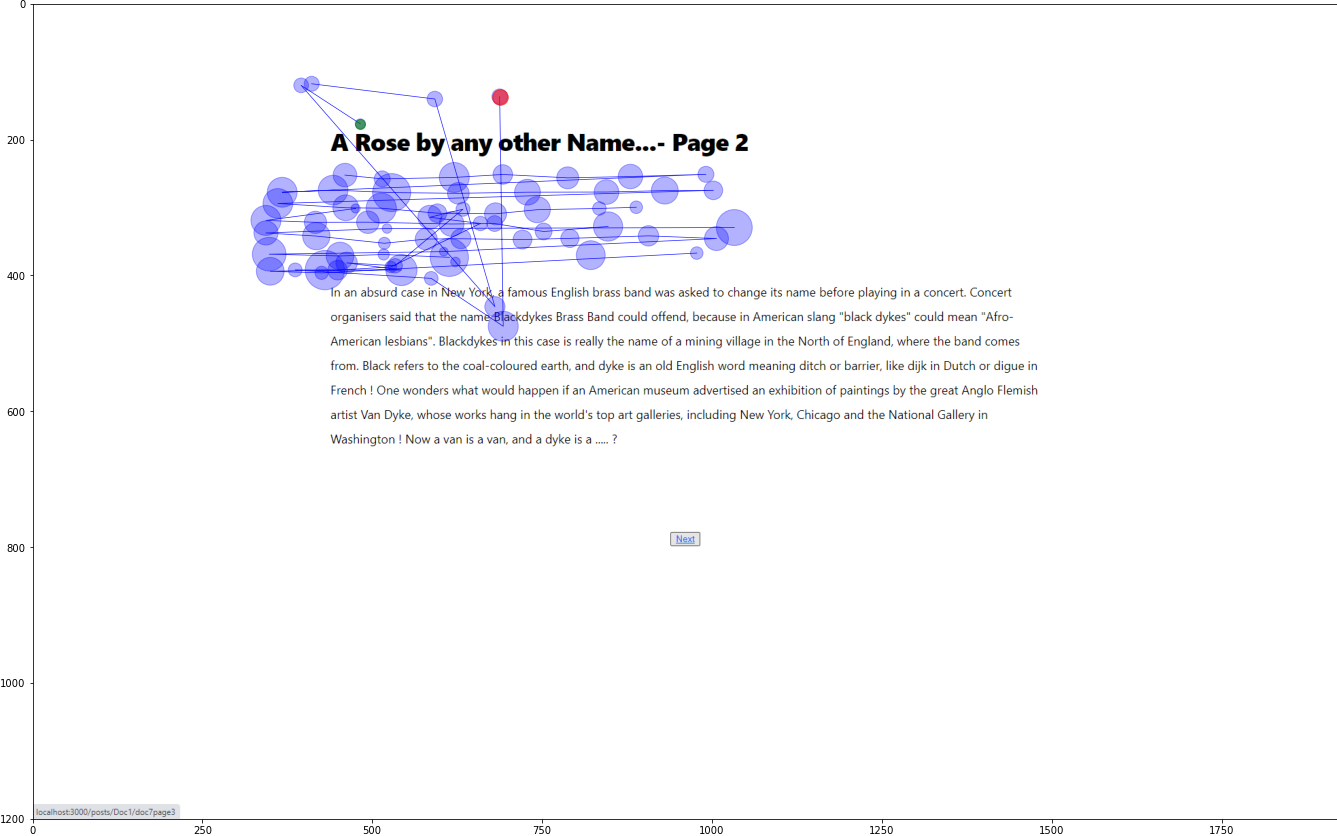 0
200
A Rose by any other Name...- Page 2
400
In an absurd case in New York, a famous English brass band was asked to change its name before playing in a concert. Concert
organisers said that the name Blackdykes Brass Band could offend, because in American slang "black dykes" could mean "Afro-
American lesbians". Blackdykes in this case is really the name of a mining village in the North of England, where the band comes
from. Black refers to the coal-coloured earth, and dyke is an old English word meaning ditch or barrier, like dijk in Dutch or digue in
French ! One wonders what would happen if an American museum advertised an exhibition of paintings by the great Anglo Flemish
600
artist Van Dyke, whose works hang in the world's top art galleries, including New York, Chicago and the National Gallery in
Washington ! Now a van is a van, and a dyke is a ..... ?
Next
800
1000
localhost:3000/posts/Doc1/doc7page3
1200
0 250 500 750 1000 1250 1500 1750